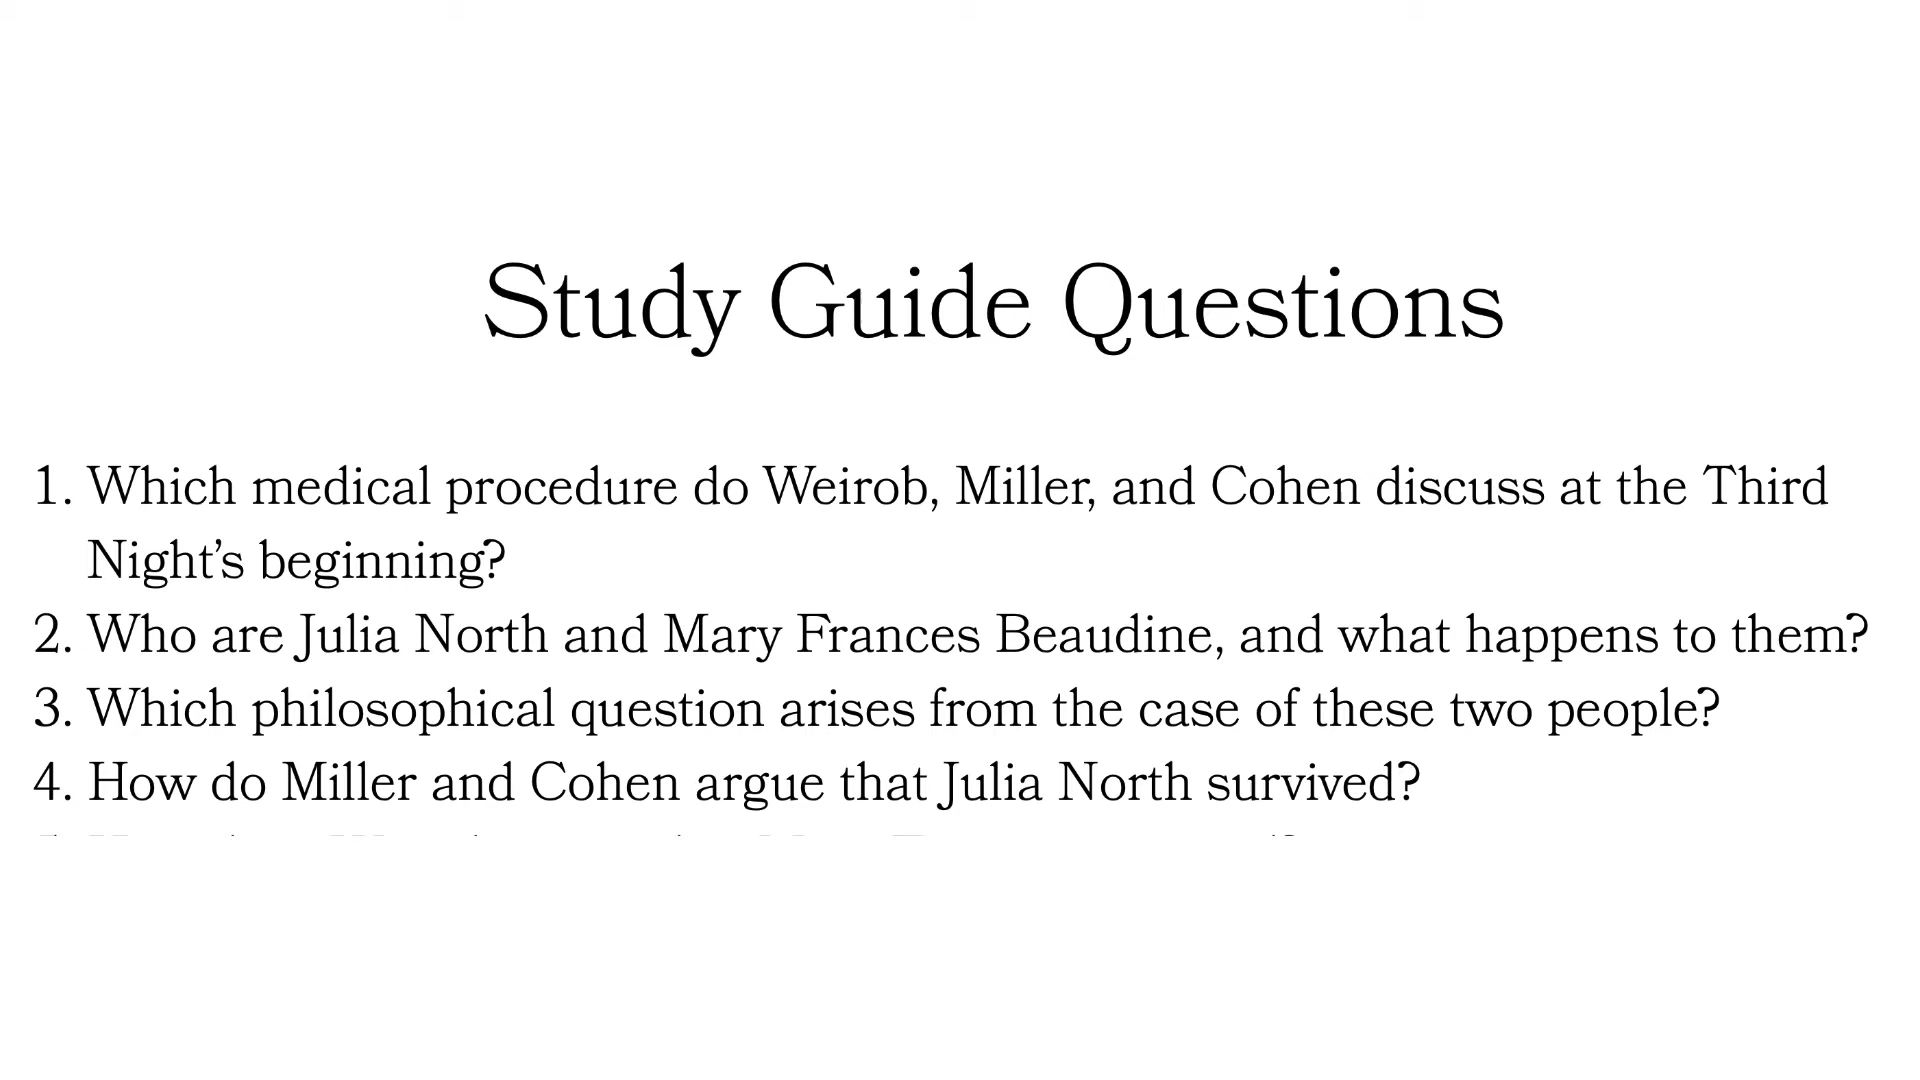 Study Guide Questions
1. Which medical procedure do Weirob, Miller, and Cohen discuss at the Third
Night’s beginning?
2. Who are Julia North and Mary Frances Beaudine, and what happens to them?
3. Which philosophical question arises from the case of these two people?
4. How do Miller and Cohen argue that Julia North survived?